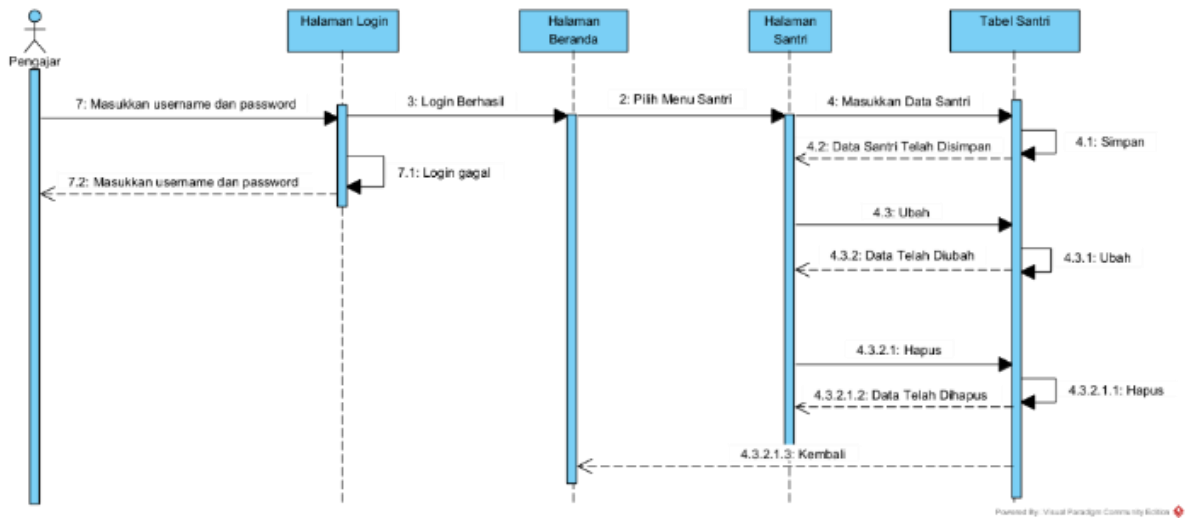 Halaman Login
Halaman
Beranda
Halaman
Santri
Tabel Santri
Pengajar
7: Masukkan username dan password
3: Login Berhasil
2: Pilih Menu Santri
4: Masukkan Data Santri
4.1: Simpan
4.2: Data Santri Telah Disimpan
7.1: Login gagal
7.2: Masukkan username dan password
4.3: Ubah
4.3.2: Data Telah Diubah
4.3.1: Ubah
4.3.2.1: Hapus
4.3.2.1.1: Hapus
4.3.2.1.2: Data Telah Dihapus
4.3.2.1.3: Kembali
Powered By: Visual Paradigm Community Edition